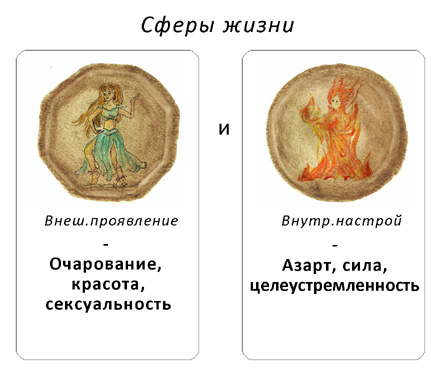 Сферы жизни
и
Внеш.проявление
-
Очарование,
красота,
сексуальность
Внутр.настрой
-
Азарт, сила,
целеустремленность